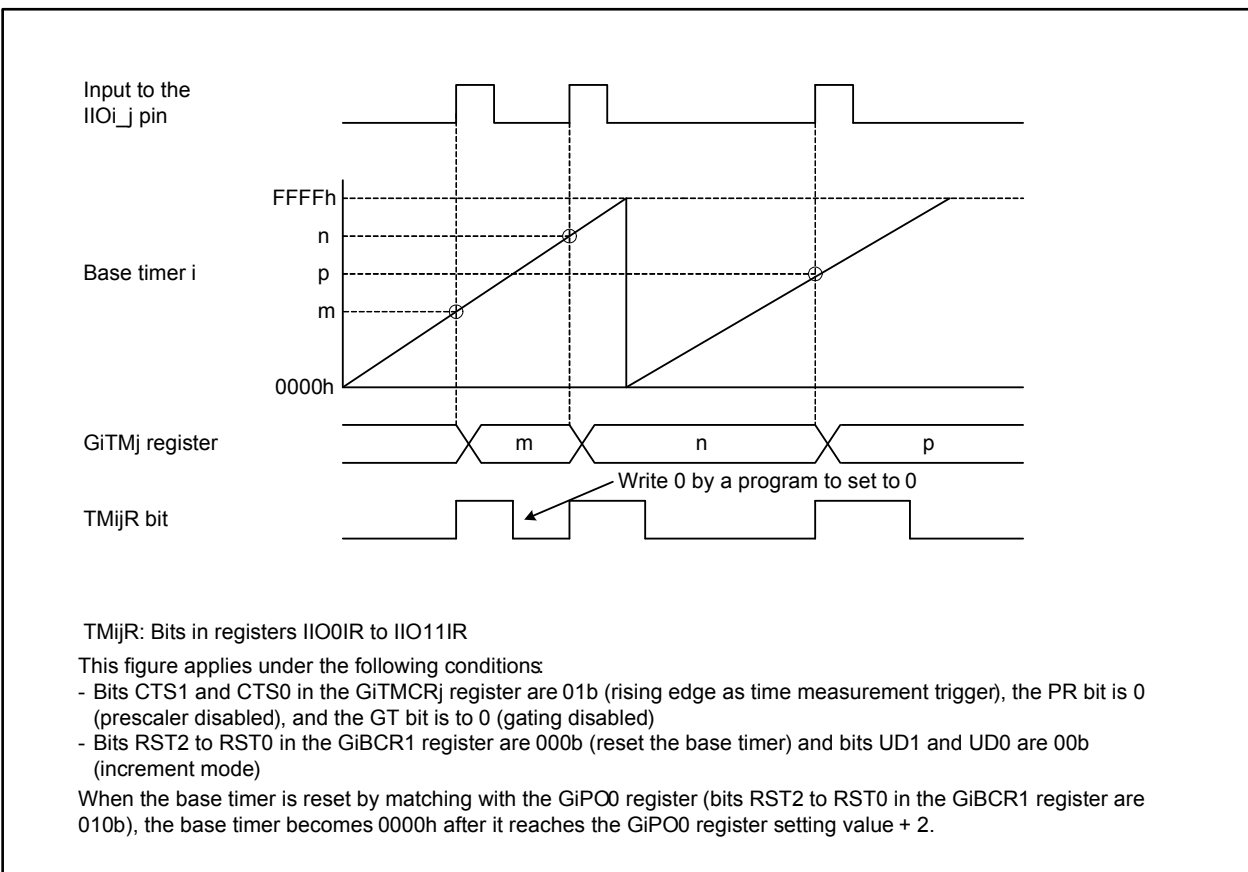 Input to the
IIOi_j pin
FFFFh
n
Base timer i
p
m
0000h
GiTMj register
m
n
p
Write 0 by a program to set to 0
TMijR bit
TMijR: Bits in registers IIO0IR to IIO11IR
This figure applies under the following conditions:
- Bits CTS1 and CTS0 in the GiTMCRj register are 01b (rising edge as time measurement trigger), the PR bit is 0
(prescaler disabled), and the GT bit is to 0 (gating disabled)
- Bits RST2 to RST0 in the GiBCR1 register are 000b (reset the base timer) and bits UD1 and UD0 are 00b
(increment mode)
When the base timer is reset by matching with the GiPO0 register (bits RST2 to RST0 in the GiBCR1 register are
010b), the base timer becomes 0000h after it reaches the GiPO0 register setting value + 2.